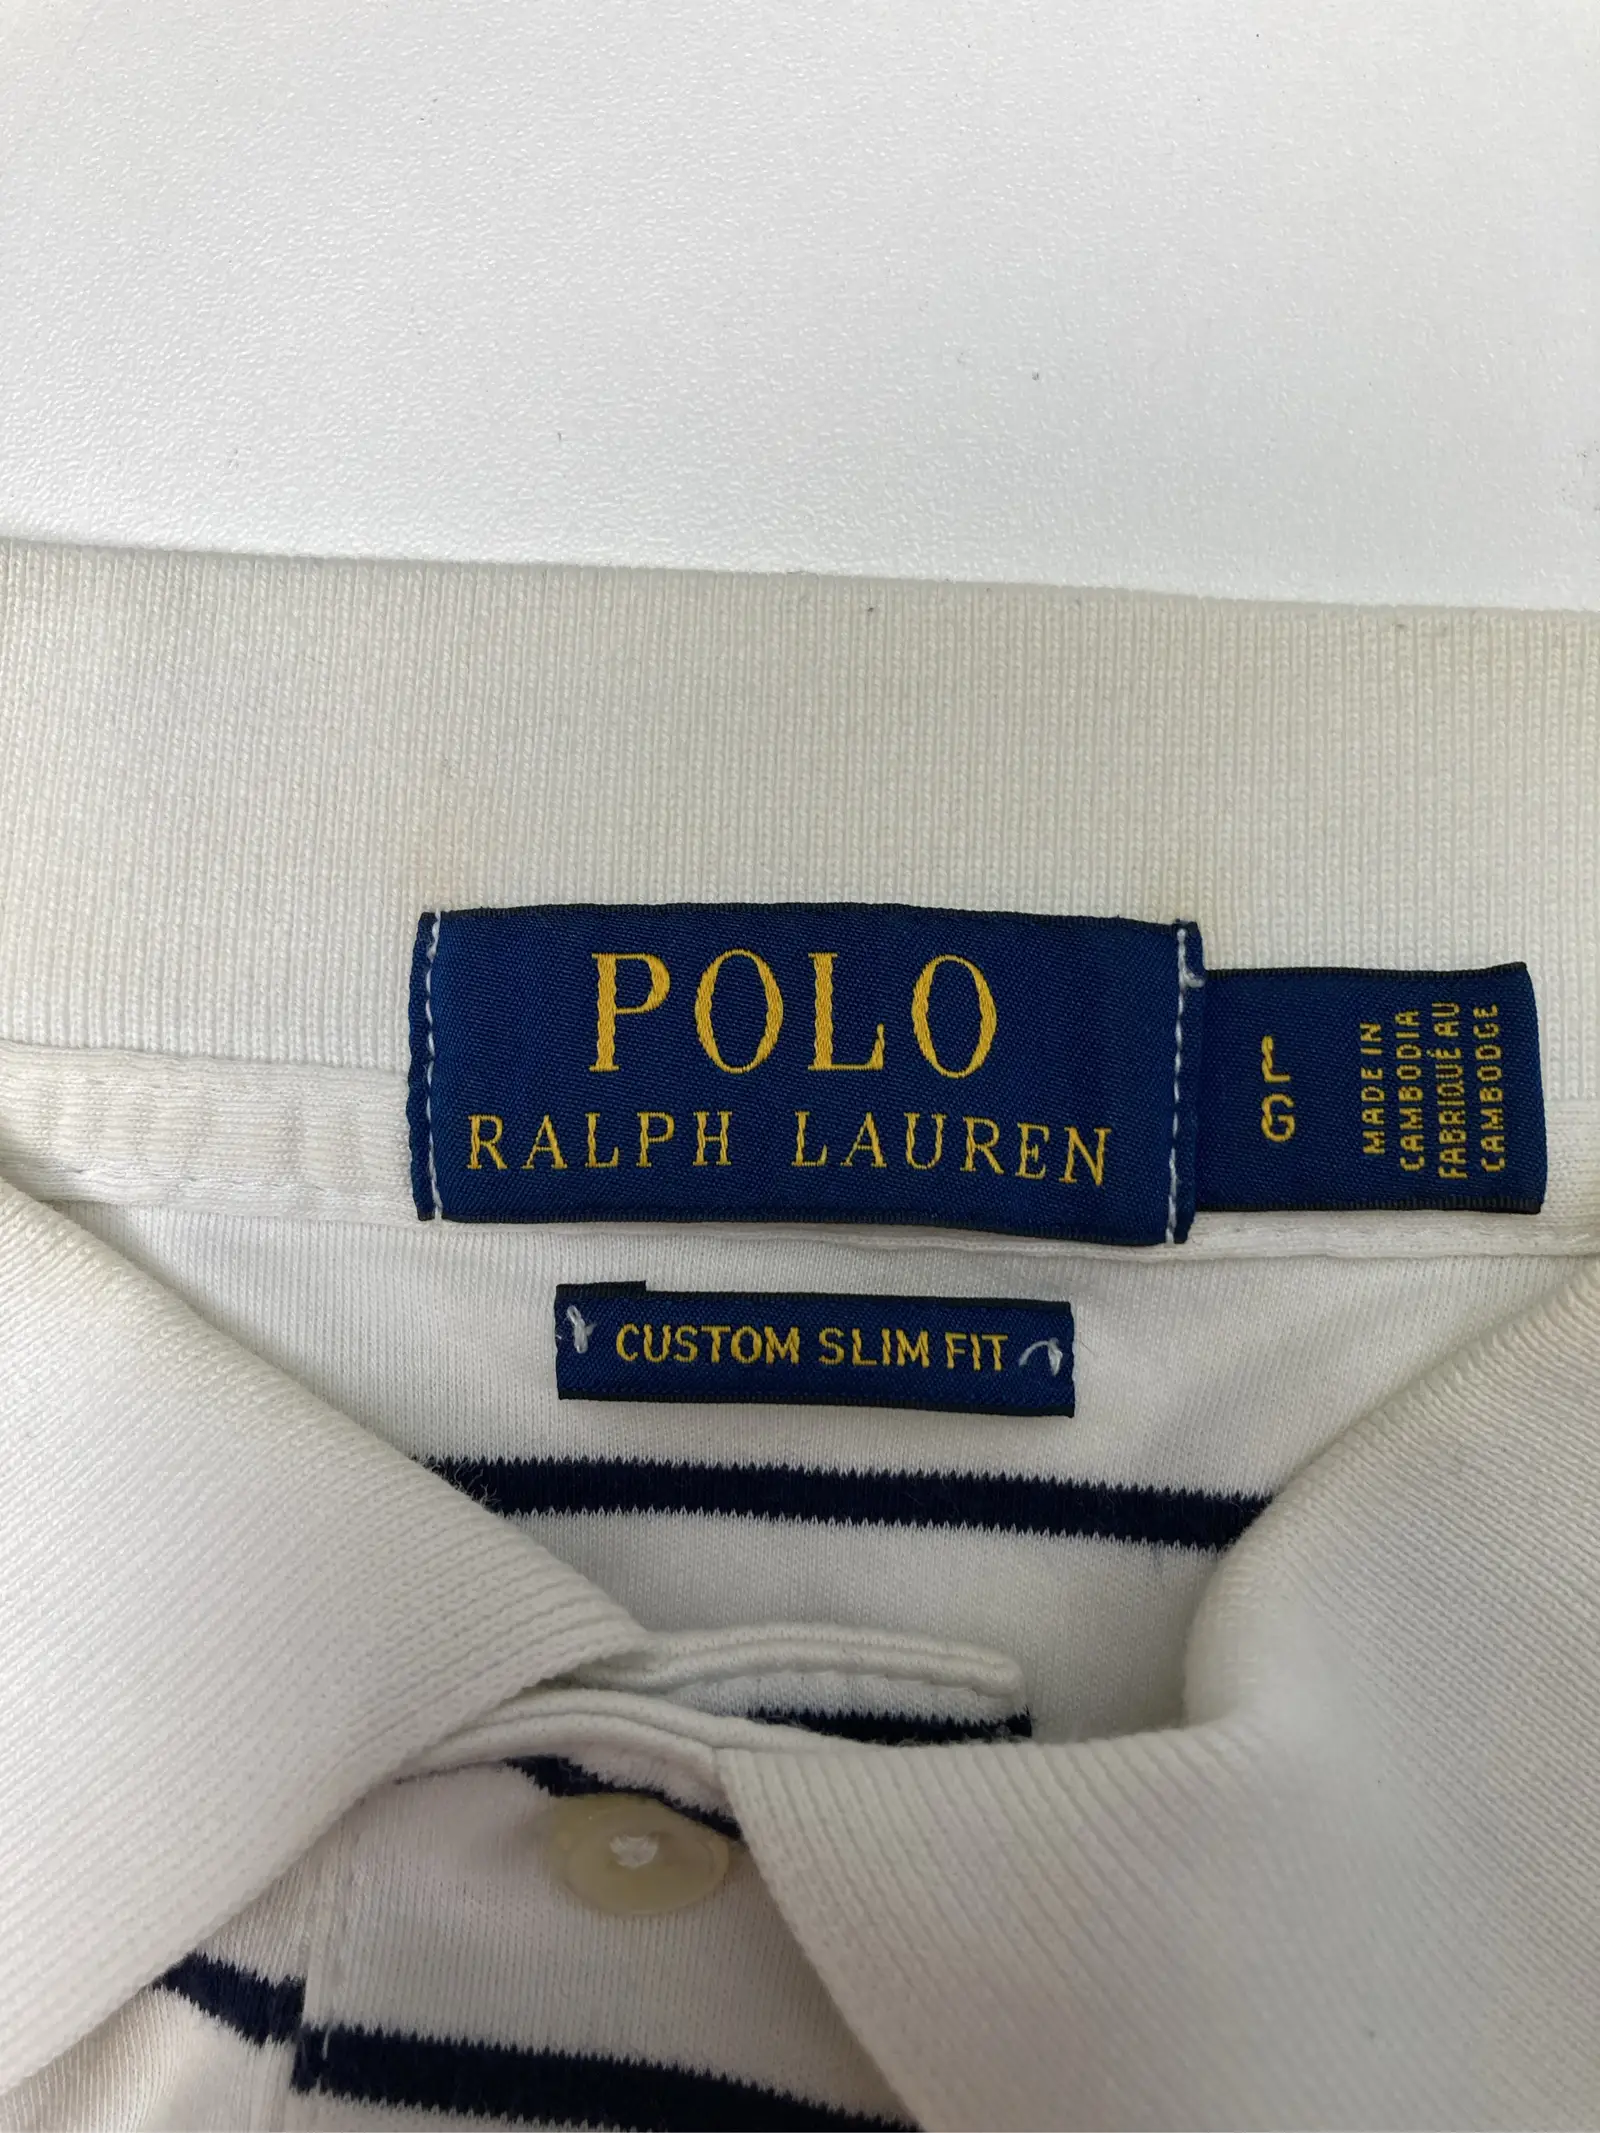 POLO
RALPH LAUREN
L
G
MADE IN
CAMBODIA
FABRIQUÉ AU
CAMBODGE
CUSTOM SLIM FIT